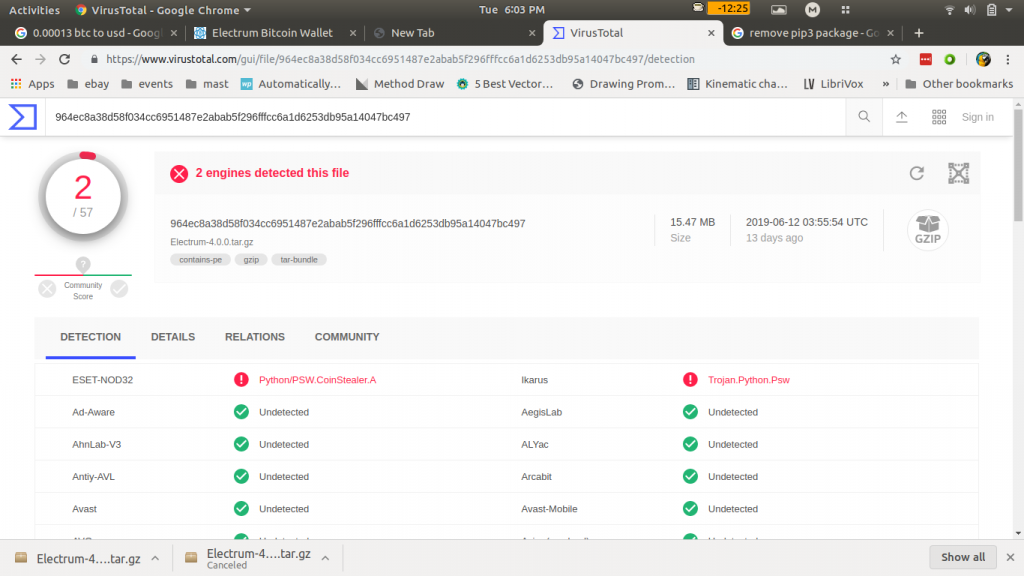 Activities VirusTotal - Google Chrome Tue 6:03 PM -12:25 M
0.00013 btc to usd - Goog
Electrum Bitcoin Wallet
New Tab
VirusTotal
remove pip3 package - Go
https://www.virustotal.com/gui/file/964ec8a38d58f034cc6951487e2abab5f296fffcc6a1d6253db95a14047bc497/detection
Apps ebay events mast wp Automatically... Method Draw 5 Best Vector... Drawing Prom... Kinematic cha... LV LibriVox » Other bookmarks
964ec8a38d58f034cc6951487e2abab5f296fffcc6a1d6253db95a14047bc497
Sign in
2
/ 57
?
Community
Score
2 engines detected this file
964ec8a38d58f034cc6951487e2abab5f296fffcc6a1d6253db95a14047bc497
Electrum-4.0.0.tar.gz
contains-pe gzip tar-bundle
15.47 MB
Size
2019-06-12 03:55:54 UTC
13 days ago
GZIP
DETECTION DETAILS RELATIONS COMMUNITY
ESET-NOD32 Python/PSW.CoinStealer.A Ikarus Trojan.Python.Psw
Ad-Aware Undetected AegisLab Undetected
AhnLab-V3 Undetected ALYac Undetected
Antiy-AVL Undetected Arcabit Undetected
Avast Undetected Avast-Mobile Undetected
Electrum-4....tar.gz
Electrum-4....tar.gz
Canceled
Show all